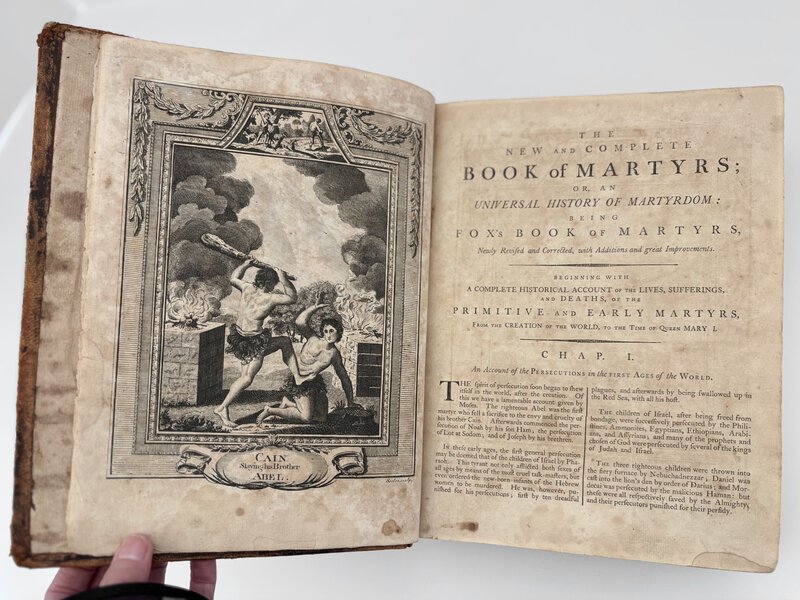 CAIN
Slaying his Brother
ABEL.
THE
NEW AND COMPLETE
BOOK of MARTYRS;
OR, AN
UNIVERSAL HISTORY OF MARTYRDOM:
BEING
FOX's BOOK OF MARTYRS,
Newly Revised and Corrected, with Additions and great Improvements.
BEGINNING WITH
A COMPLETE HISTORICAL ACCOUNT OF THE LIVES, SUFFERINGS,
AND DEATHS, OF THE
PRIMITIVE AND EARLY MARTYRS,
FROM THE CREATION OF THE WORLD, TO THE TIME OF QUEEN MARY I.
CHAP. I.
An Account of the PERSECUTIONS in the FIRST AGES OF THE WORLD.
THE spirit of persecution soon began to shew
itself in the world, after the creation. Of
this we have a lamentable account given by
Moses. The righteous Abel was the first
martyr who fell a sacrifice to the envy and cruelty of
his brother Cain. Afterwards commenced the per-
secution of Noah by his son Ham; the persecution
of Lot at Sodom; and of Joseph by his brethren.
In these early ages, the first general persecution
may be deemed that of the children of Israel by Pha-
raoh. This tyrant not only afflicted both sexes of
all ages by means of the most cruel task-masters, but
even ordered the new-born infants of the Hebrew
women to be murdered. He was, however, pu-
nished for his persecutions; first by ten dreadful
plagues, and afterwards by being swallowed up in
the Red Sea, with all his host.
THE children of Israel, after being freed from
bondage, were successively persecuted by the Phili-
stines, Ammonites, Egyptians, Ethiopians, Arabi-
ans, and Assyrians; and many of the prophets and
chosen of God were persecuted by several of the kings
of Judah and Israel.
THE three righteous children were thrown into
the fiery furnace by Nebuchadnezzar; Daniel was
cast into the lion's den by order of Darius; and Mor-
decai was persecuted by the malicious Haman: but
these were all respectively saved by the Almighty,
and their persecutors punished for their perfidy.